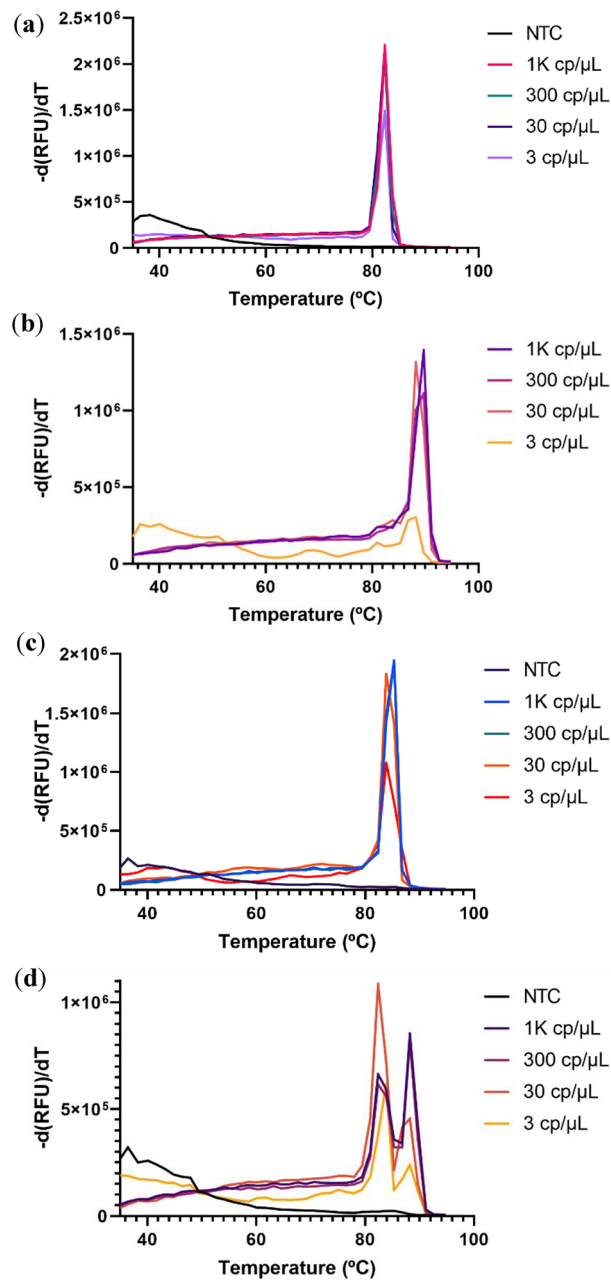 (a)
2.5×10⁶
2×10⁶
1.5×10⁶
1×10⁶
5×10⁵
0
-d(RFU)/dT
40
60
80
100
Temperature (ºC)
NTC
1K cp/µL
300 cp/µL
30 cp/µL
3 cp/µL
(b)
1.5×10⁶
1×10⁶
5×10⁵
0
-d(RFU)/dT
40
60
80
100
Temperature (ºC)
1K cp/µL
300 cp/µL
30 cp/µL
3 cp/µL
(c)
2×10⁶
1.5×10⁶
1×10⁶
5×10⁵
0
-d(RFU)/dT
40
60
80
100
Temperature (ºC)
NTC
1K cp/µL
300 cp/µL
30 cp/µL
3 cp/µL
(d)
1×10⁶
5×10⁵
0
-d(RFU)/dT
40
60
80
100
Temperature (ºC)
NTC
1K cp/µL
300 cp/µL
30 cp/µL
3 cp/µL